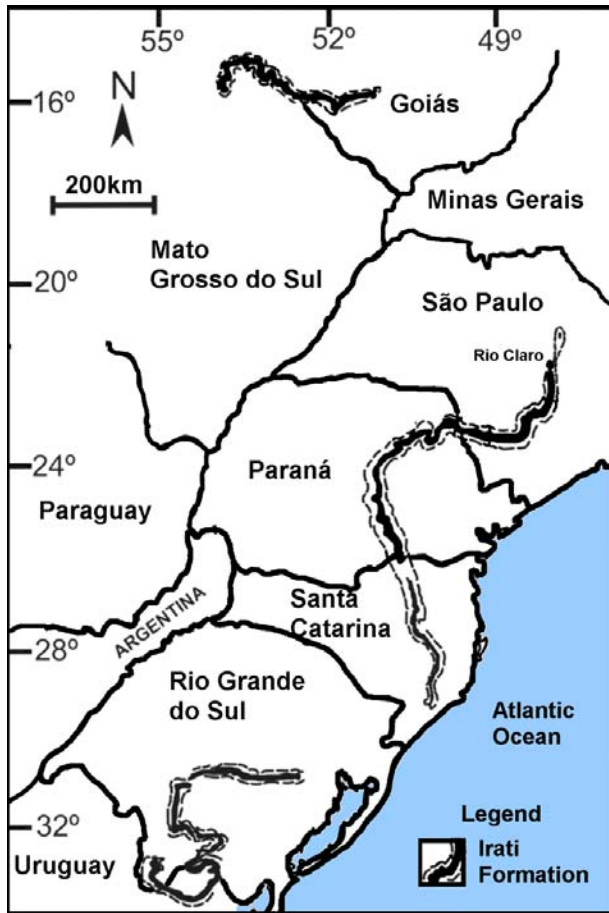 55º
52º
49º
N
16º
Goiás
200km
Minas Gerais
Mato
Grosso do Sul
20º
São Paulo
Rio Claro
24º
Paraná
Paraguay
ARGENTINA
Santa
Catarina
28º
Rio Grande
do Sul
Atlantic
Ocean
32º
Uruguay
Legend
Irati
Formation